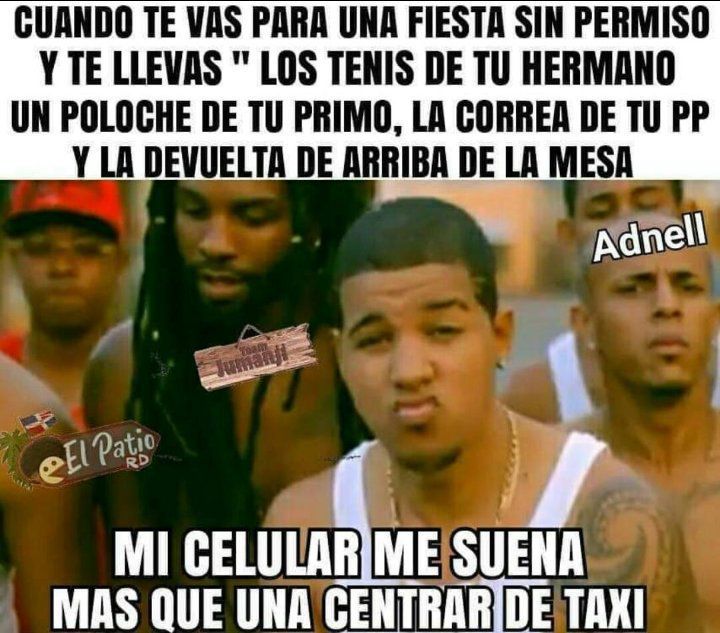 CUANDO TE VAS PARA UNA FIESTA SIN PERMISO
Y TE LLEVAS " LOS TENIS DE TU HERMANO
UN POLOCHE DE TU PRIMO, LA CORREA DE TU PP
Y LA DEVUELTA DE ARRIBA DE LA MESA
Adnell
Team
Jumanji
El Patio
RD
MI CELULAR ME SUENA
MAS QUE UNA CENTRAR DE TAXI